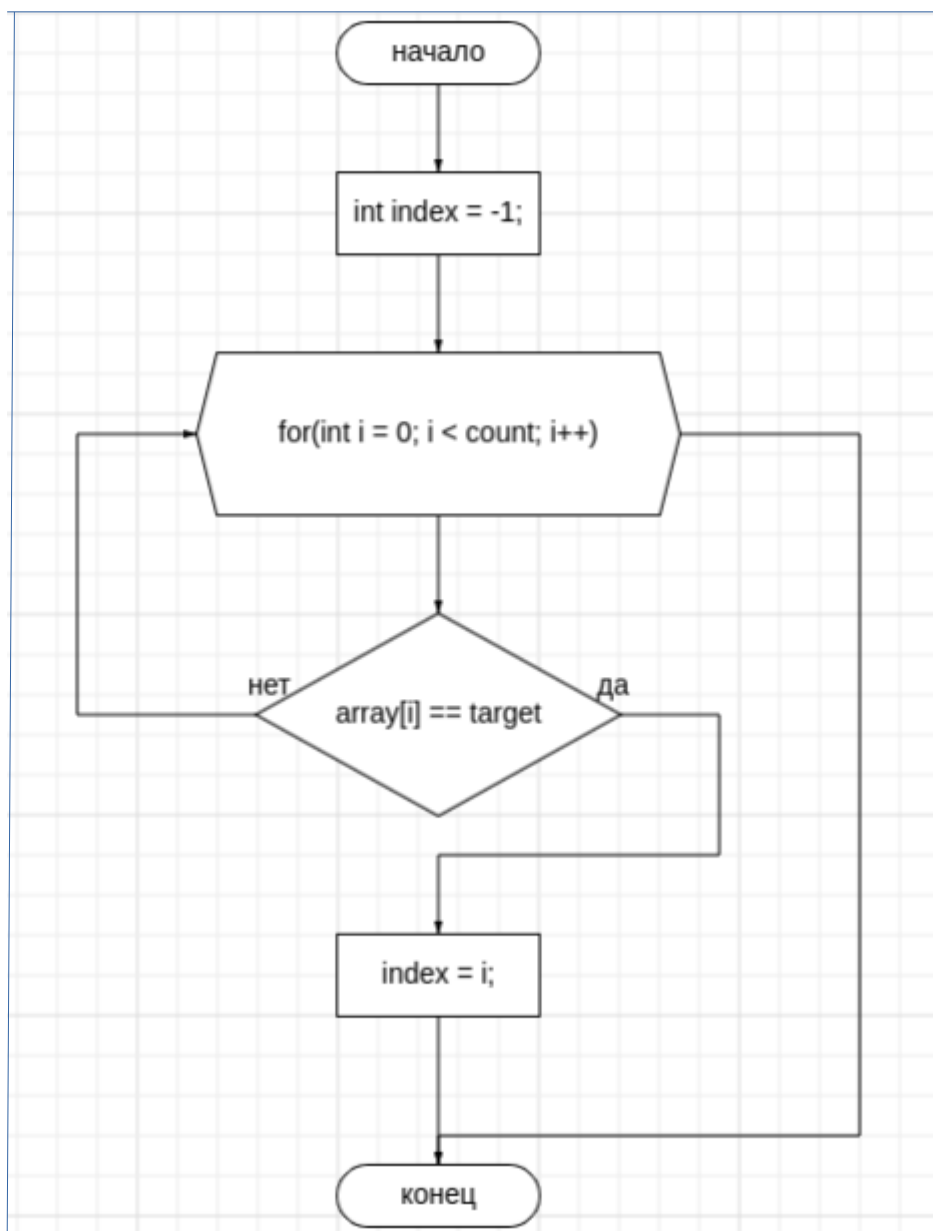 начало
int index = -1;
for(int i = 0; i < count; i++)
нет
да
array[i] == target
index = i;
конец